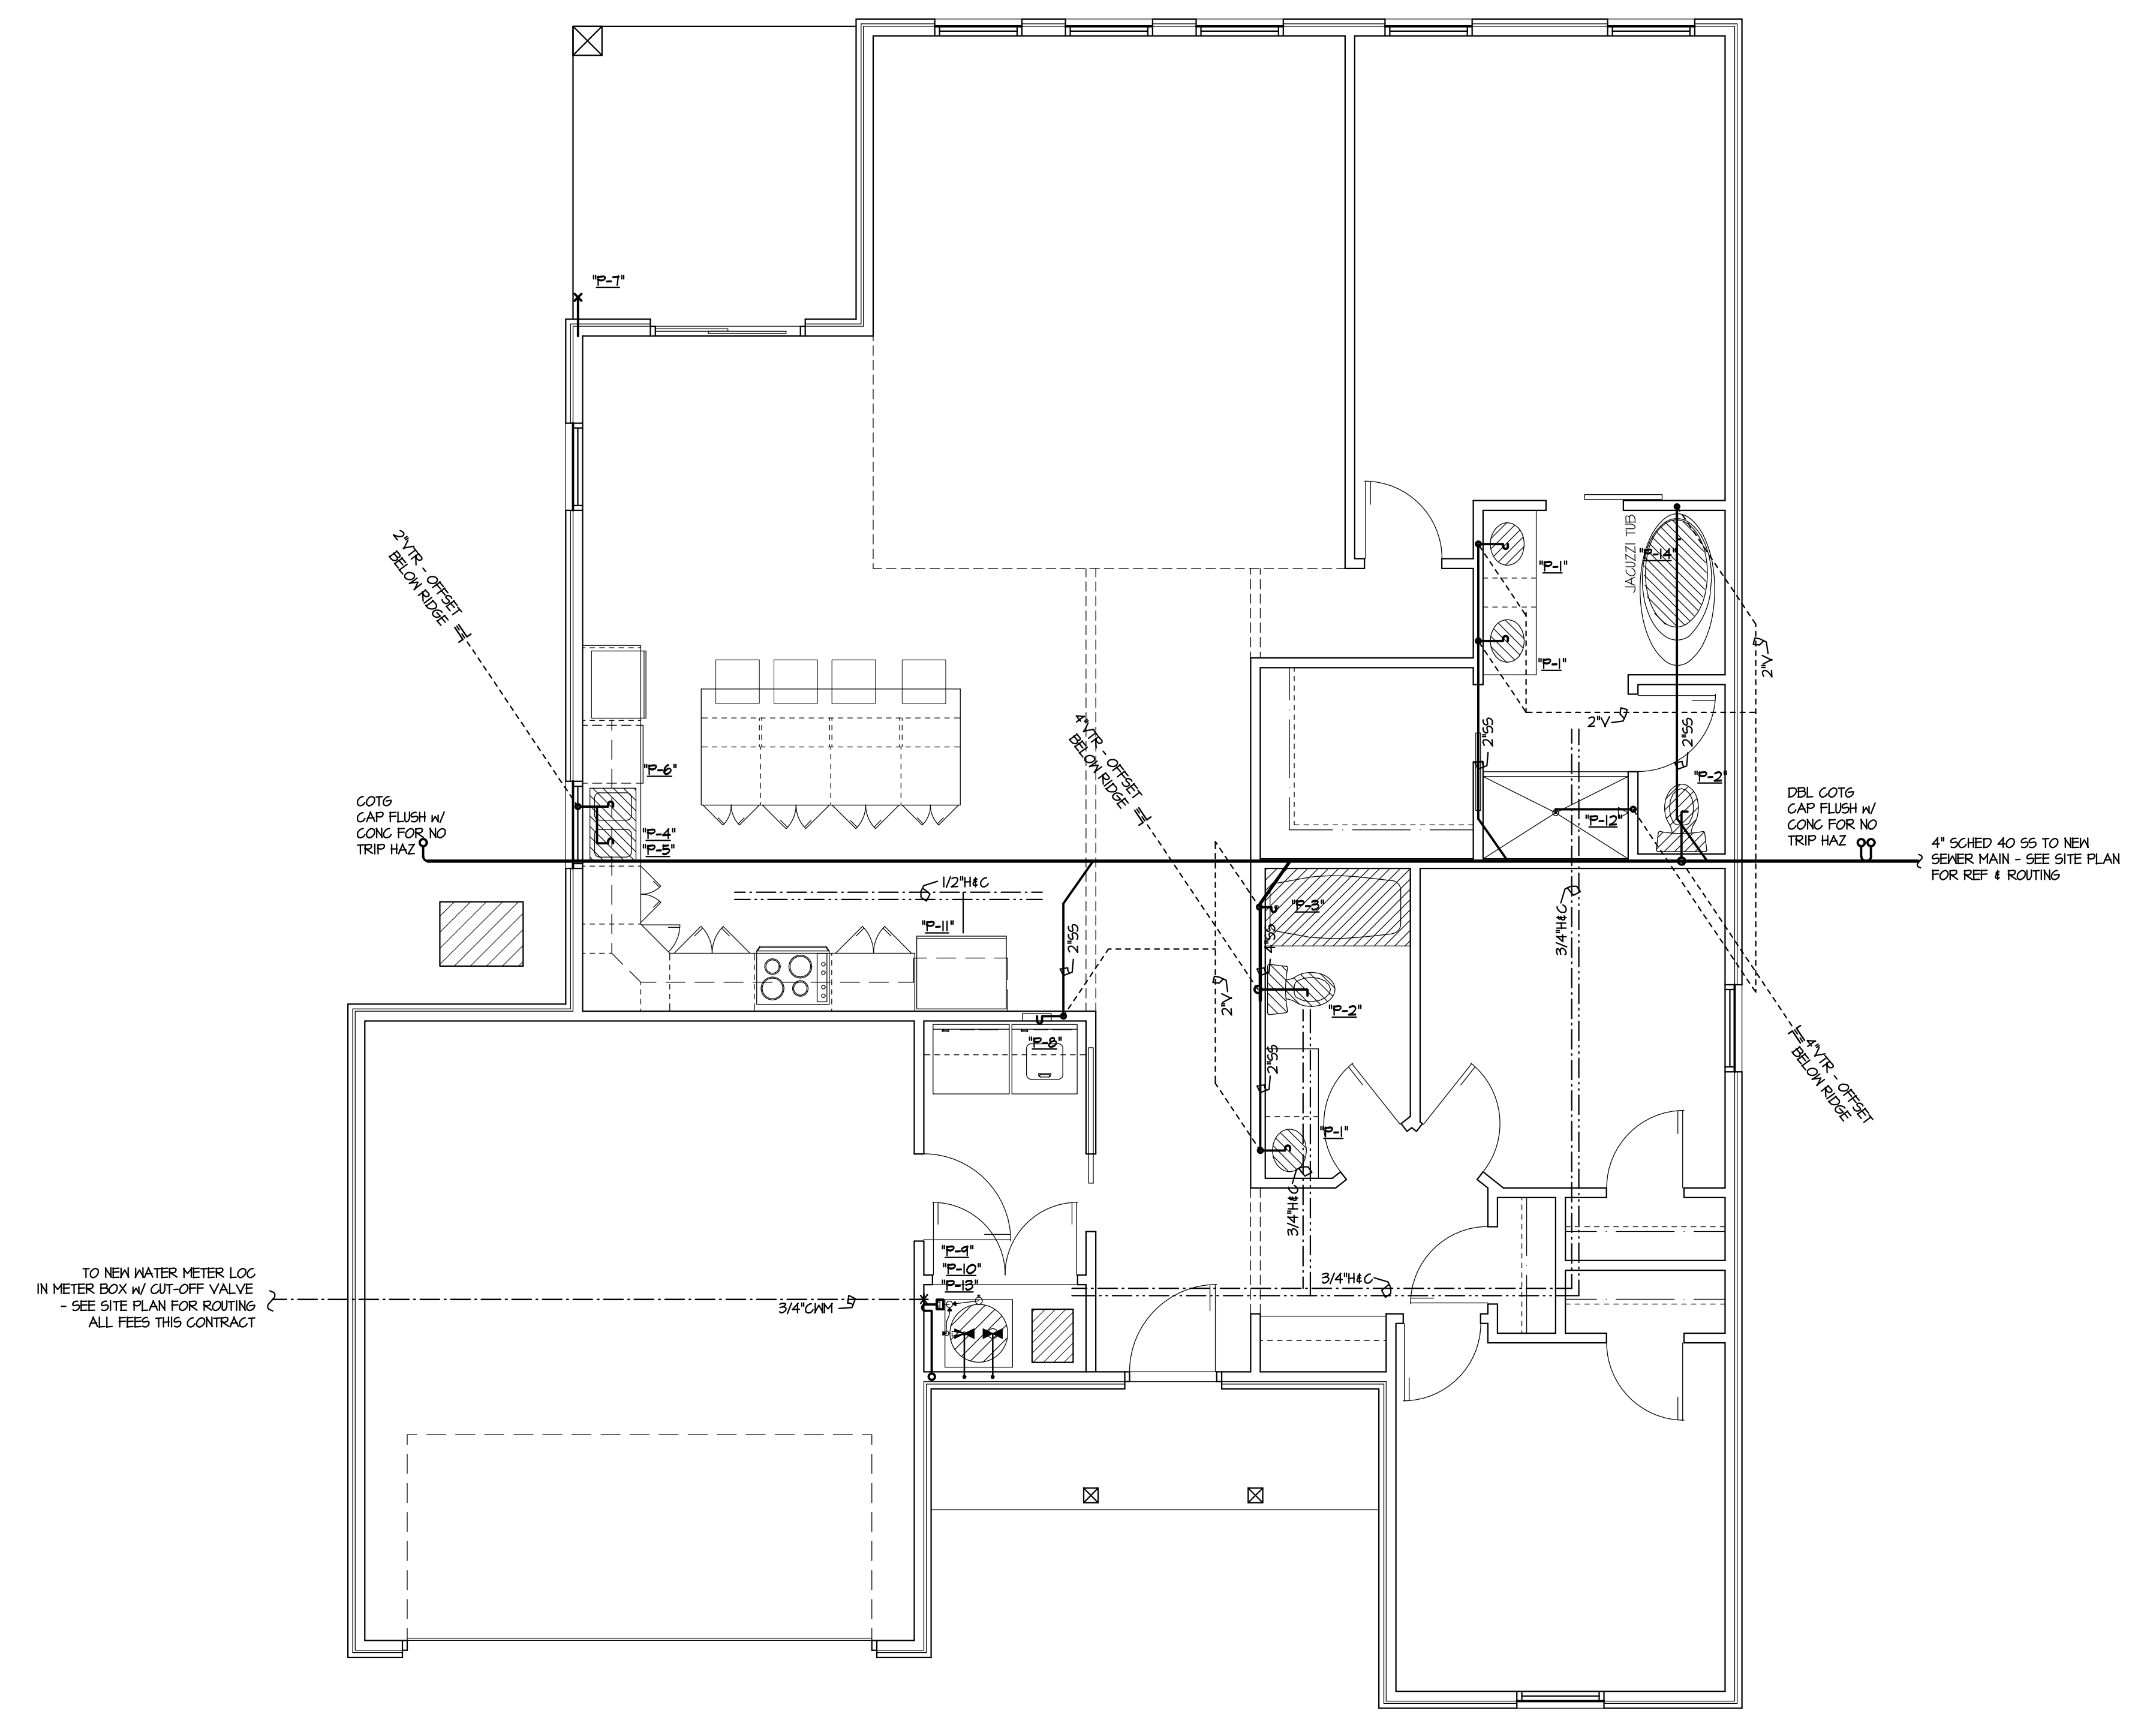 "P-7"
2"VTR - OFFSET
BELOW RIDGE
JACUZZI TUB
"P-14"
"P-1"
"P-1"
2"V
2"V
4"VTR - OFFSET
BELOW RIDGE
2"SS
2"SS
"P-6"
"P-2"
COTG
CAP FLUSH w/
CONC FOR NO
TRIP HAZ
"P-4"
"P-5"
"P-12"
DBL COTG
CAP FLUSH w/
CONC FOR NO
TRIP HAZ
4" SCHED 40 SS TO NEW
SEWER MAIN - SEE SITE PLAN
FOR REF & ROUTING
1/2"H&C
"P-11"
"P-3"
2"SS
4"SS
3/4"H&C
2"V
"P-2"
"P-8"
2"SS
4"VTR - OFFSET
BELOW RIDGE
"P-1"
3/4"H&C
"P-9"
"P-10"
"P-13"
3/4"H&C
TO NEW WATER METER LOC
IN METER BOX w/ CUT-OFF VALVE
- SEE SITE PLAN FOR ROUTING
ALL FEES THIS CONTRACT
3/4"CWM